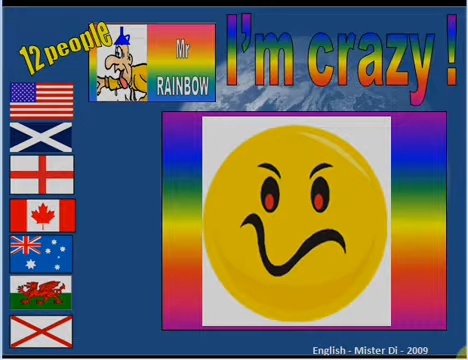 12 people
Mr
RAINBOW
I'm crazy !
English - Mister Di - 2009